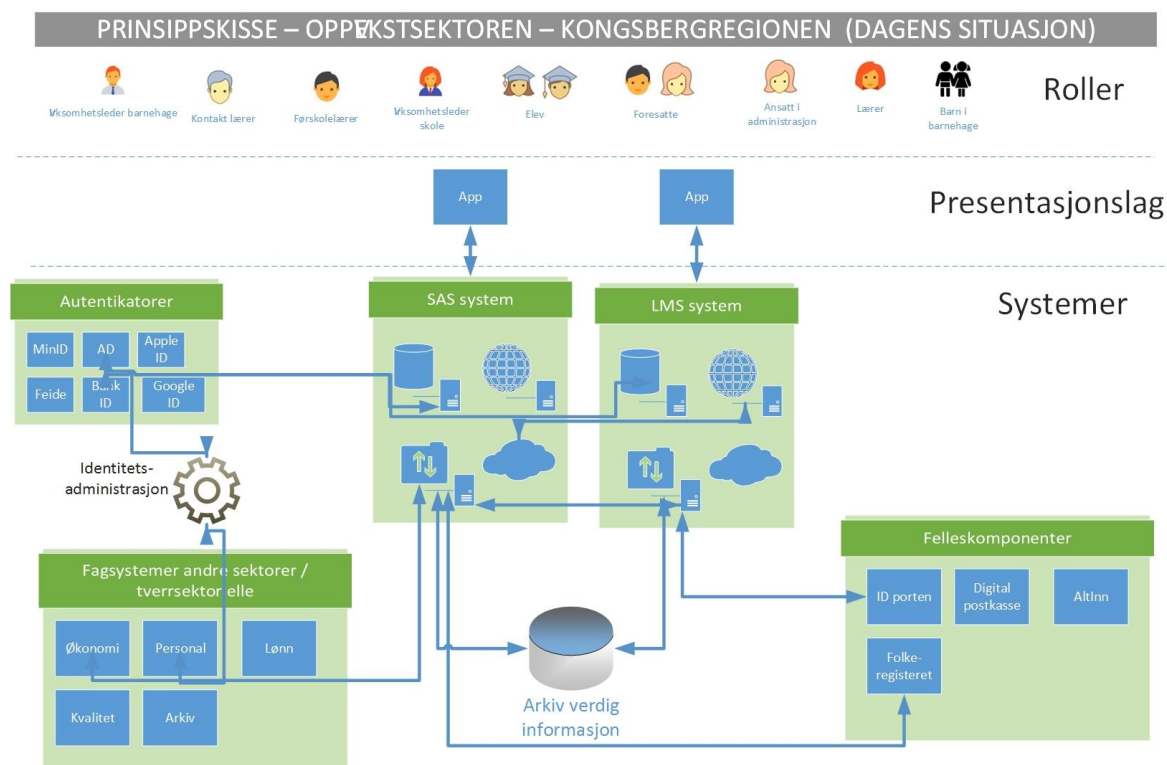 PRINSIPPSKISSE – OPPVEKSTSEKTOREN – KONGSBERGREGIONEN (DAGENS SITUASJON)
Roller
Virksomhetsleder barnehage
Kontakt lærer
Førskolelærer
Virksomhetsleder
skole
Elev
Foresatte
Ansatt i
administrasjon
Lærer
Barn i
barnehage
App
App
Presentasjonslag
Systemer
Autentikatorer
MinID
AD
Apple
ID
Feide
Bank
ID
Google
ID
SAS system
LMS system
Identitets-
administrasjon
Fagsystemer andre sektorer /
tverrsektorielle
Økonomi
Personal
Lønn
Kvalitet
Arkiv
Arkiv verdig
informasjon
Felleskomponenter
ID porten
Digital
postkasse
AltInn
Folke-
registeret